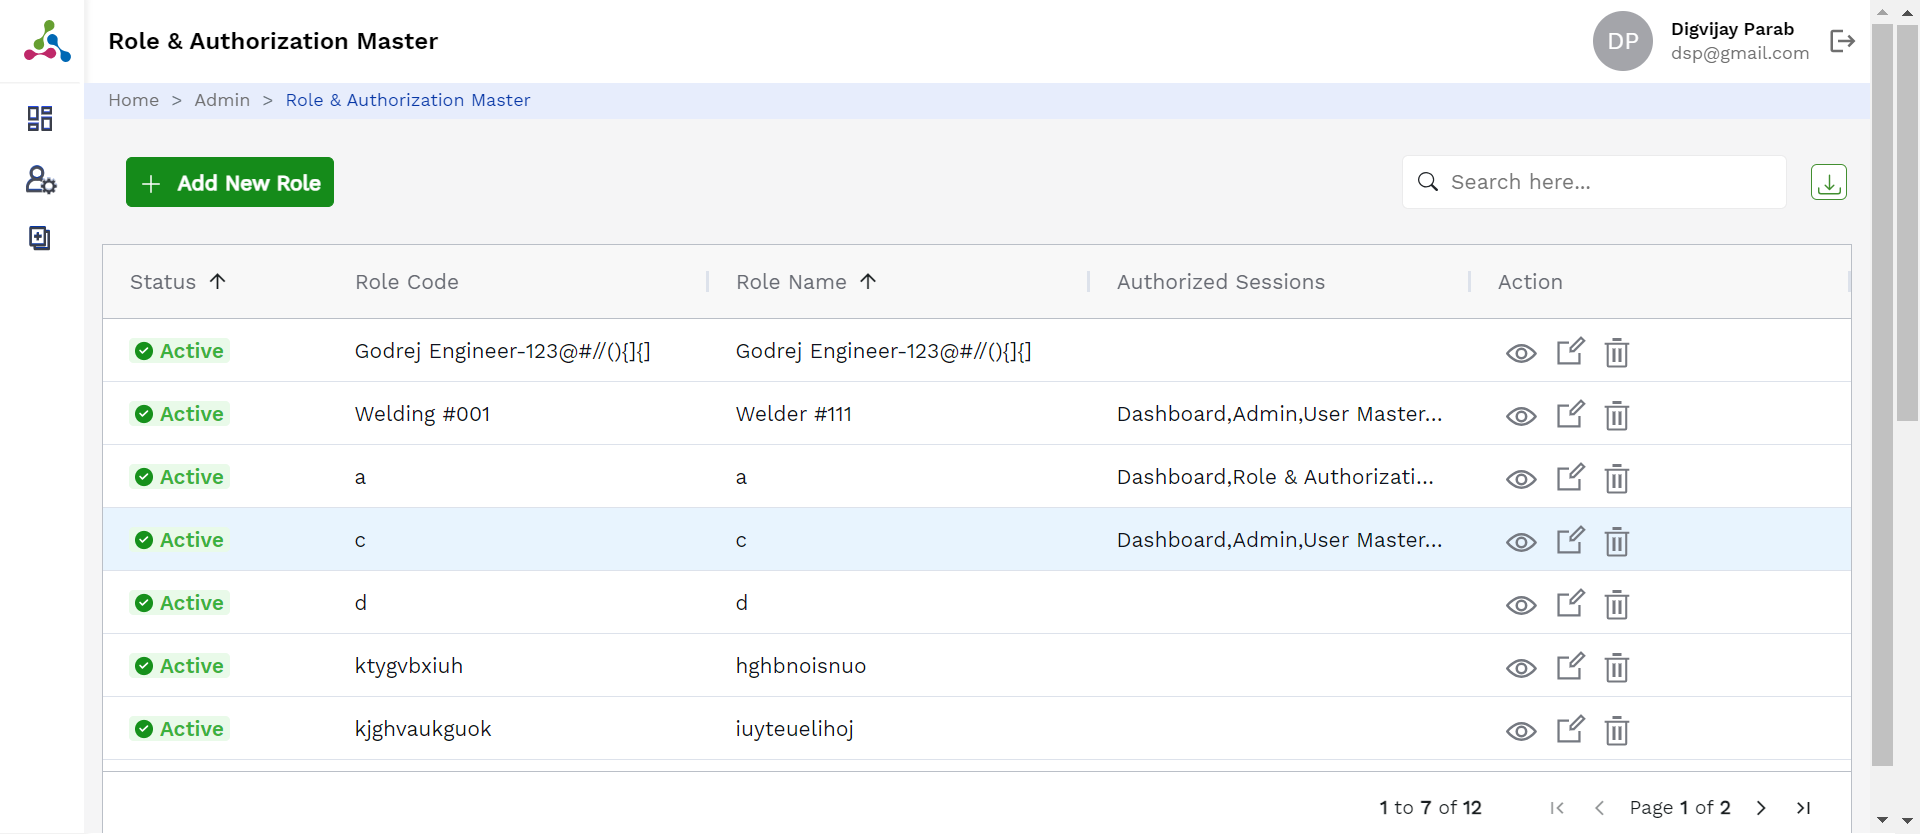 Role & Authorization Master
DP
Digvijay Parab
dsp@gmail.com
Home > Admin > Role & Authorization Master
+ Add New Role
Search here...
Status Role Code Role Name Authorized Sessions Action
Active Godrej Engineer-123@#//(){]{] Godrej Engineer-123@#//(){]{]
Active Welding #001 Welder #111 Dashboard,Admin,User Master...
Active a a Dashboard,Role & Authorizati...
Active c c Dashboard,Admin,User Master...
Active d d
Active ktygvbxiuh hghbnoisnuo
Active kjghvaukguok iuyteuelihoj
1 to 7 of 12 Page 1 of 2